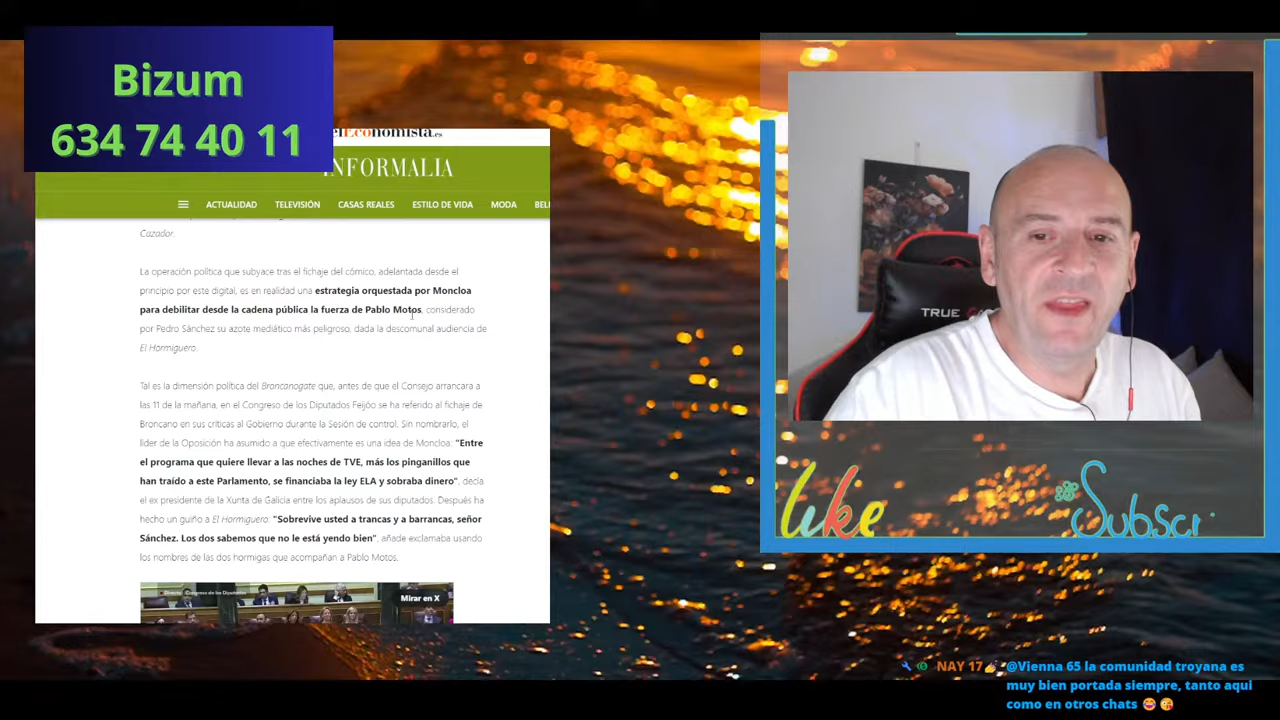 Bizum
634 74 40 11
elEconomista.es
INFORMALIA
ACTUALIDAD TELEVISIÓN CASAS REALES ESTILO DE VIDA MODA BEL
Cazador.
La operación política que subyace tras el fichaje del cómico, adelantada desde el
principio por este digital, es en realidad una estrategia orquestada por Moncloa
para debilitar desde la cadena pública la fuerza de Pablo Motos, considerado
por Pedro Sánchez su azote mediático más peligroso, dada la descomunal audiencia de
El Hormiguero.
Tal es la dimensión política del Broncanogate que, antes de que el Consejo arrancara a
las 11 de la mañana, en el Congreso de los Diputados Feijóo se ha referido al fichaje de
Broncano en sus críticas al Gobierno durante la Sesión de control. Sin nombrarlo, el
líder de la Oposición ha asumido a que efectivamente es una idea de Moncloa: "Entre
el programa que quiere llevar a las noches de TVE, más los pinganillos que
han traído a este Parlamento, se financiaba la ley ELA y sobraba dinero", decía
el ex presidente de la Xunta de Galicia entre los aplausos de sus diputados. Después ha
hecho un guiño a El Hormiguero: "Sobrevive usted a trancas y a barrancas, señor
Sánchez. Los dos sabemos que no le está yendo bien", añade exclamaba usando
los nombres de las dos hormigas que acompañan a Pablo Motos.
Directo Congreso de los Diputados
Mirar en X
TRUE
like
Subscri
NAY 17 @Vienna 65 la comunidad troyana es
muy bien portada siempre, tanto aqui
como en otros chats 😂 😘